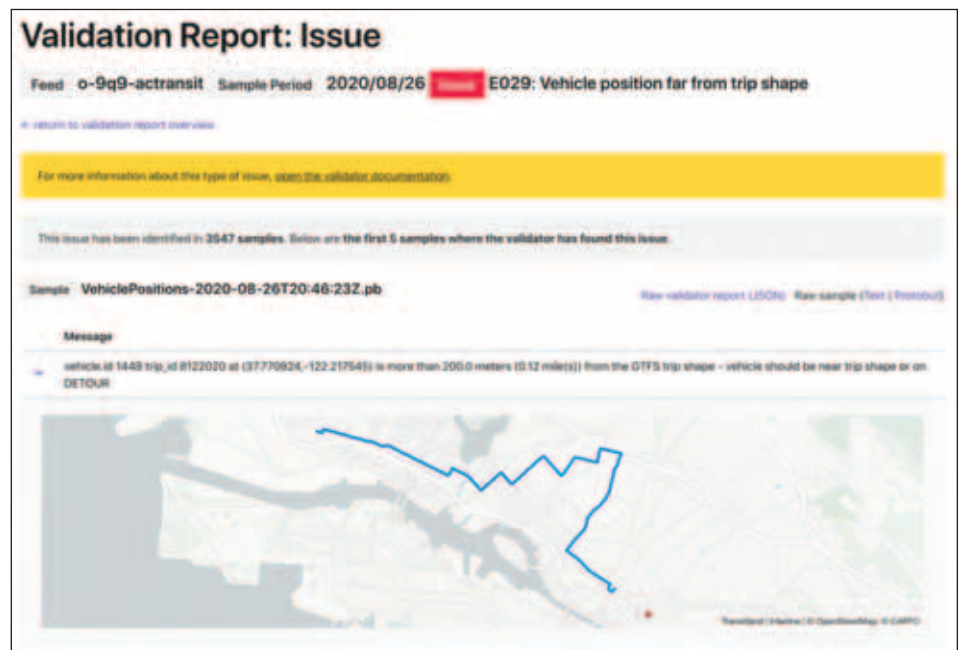 Validation Report: Issue
Feed o-9q9-actransit Sample Period 2020/08/26 E029: Vehicle position far from trip shape
← return to validation report overview
For more information about this type of issue, open the validator documentation.
This issue has been identified in 3547 samples. Below are the first 5 samples where the validator has found this issue.
Sample VehiclePositions-2020-08-26T20:46:23Z.pb
Raw validator report (JSON) Raw sample (Text | Protobuf)
Message
vehicle.id 1448 trip_id 8122020 at (37.770924,-122.217545) is more than 200.0 meters (0.12 mile(s)) from the GTFS trip shape - vehicle should be near trip shape or on
DETOUR
Transitland | Interline | © OpenStreetMap © CARTO